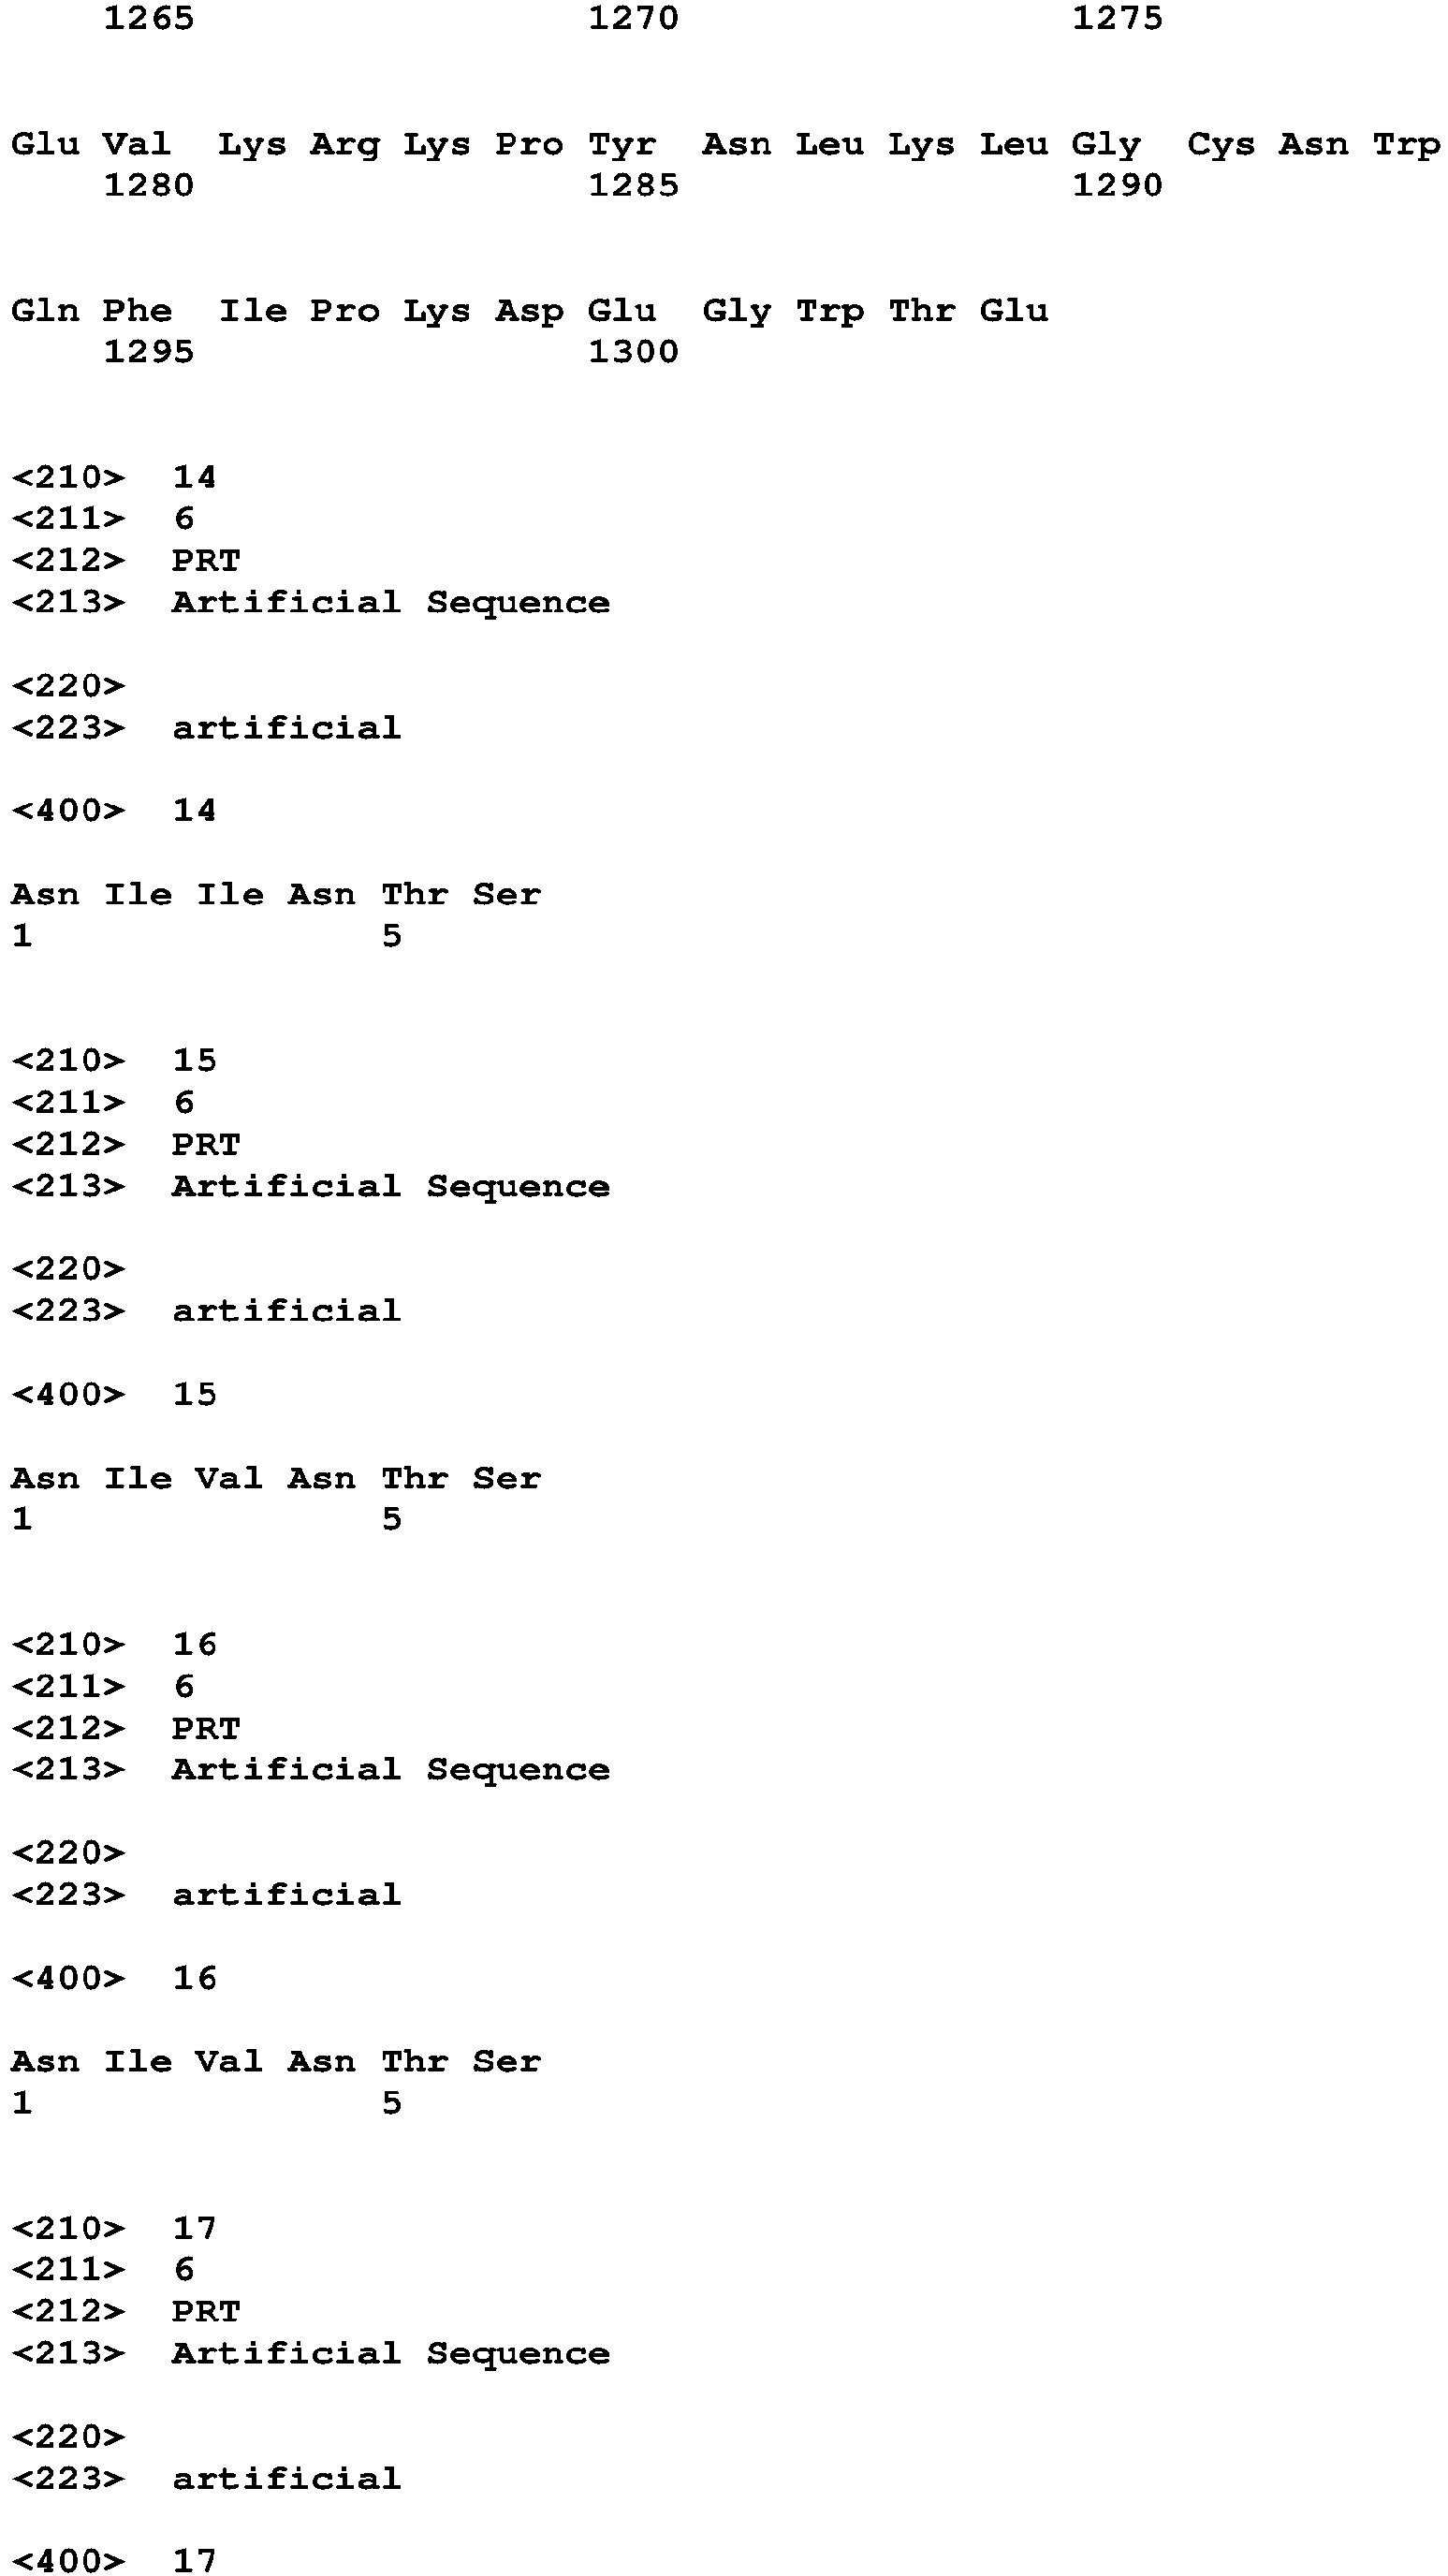 1265 1270 1275
Glu Val Lys Arg Lys Pro Tyr Asn Leu Lys Leu Gly Cys Asn Trp
1280 1285 1290
Gln Phe Ile Pro Lys Asp Glu Gly Trp Thr Glu
1295 1300
<210> 14
<211> 6
<212> PRT
<213> Artificial Sequence
<220>
<223> artificial
<400> 14
Asn Ile Ile Asn Thr Ser
1 5
<210> 15
<211> 6
<212> PRT
<213> Artificial Sequence
<220>
<223> artificial
<400> 15
Asn Ile Val Asn Thr Ser
1 5
<210> 16
<211> 6
<212> PRT
<213> Artificial Sequence
<220>
<223> artificial
<400> 16
Asn Ile Val Asn Thr Ser
1 5
<210> 17
<211> 6
<212> PRT
<213> Artificial Sequence
<220>
<223> artificial
<400> 17